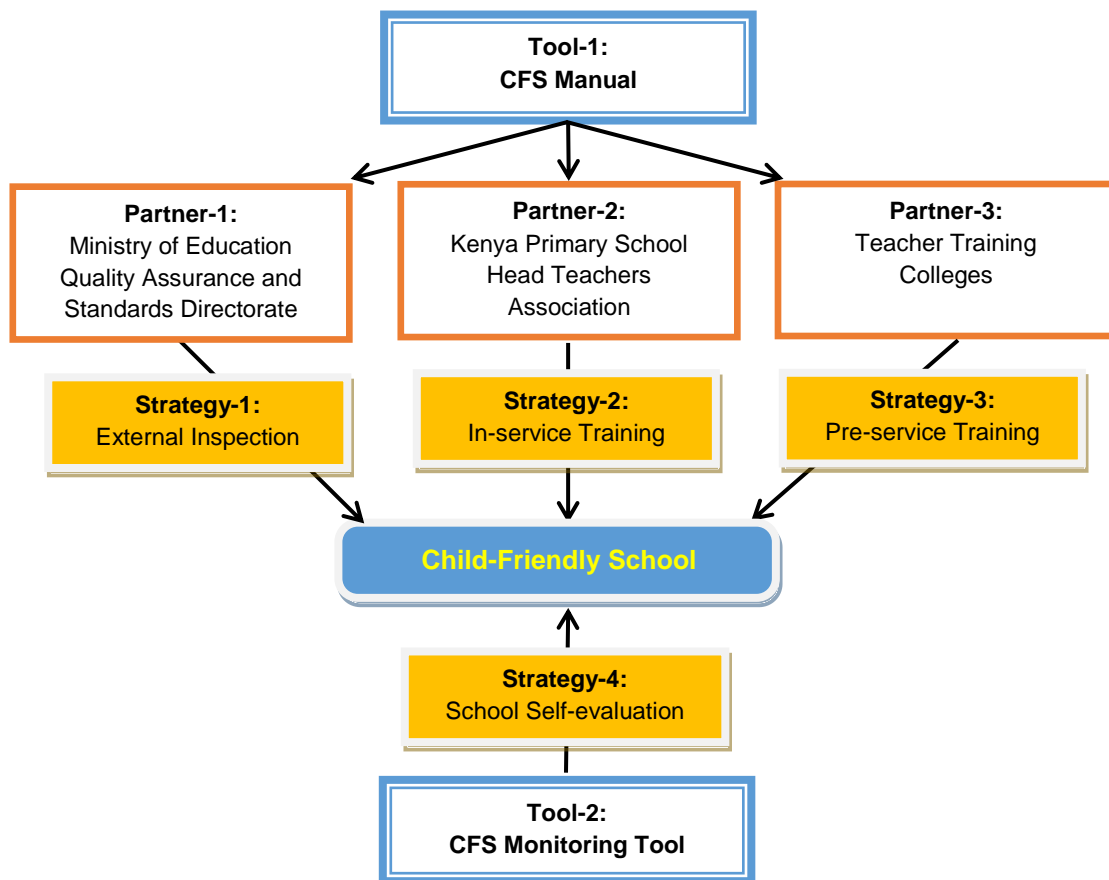 Tool-1:
CFS Manual
Partner-1:
Ministry of Education
Quality Assurance and
Standards Directorate
Partner-2:
Kenya Primary School
Head Teachers
Association
Partner-3:
Teacher Training
Colleges
Strategy-1:
External Inspection
Strategy-2:
In-service Training
Strategy-3:
Pre-service Training
Child-Friendly School
Strategy-4:
School Self-evaluation
Tool-2:
CFS Monitoring Tool